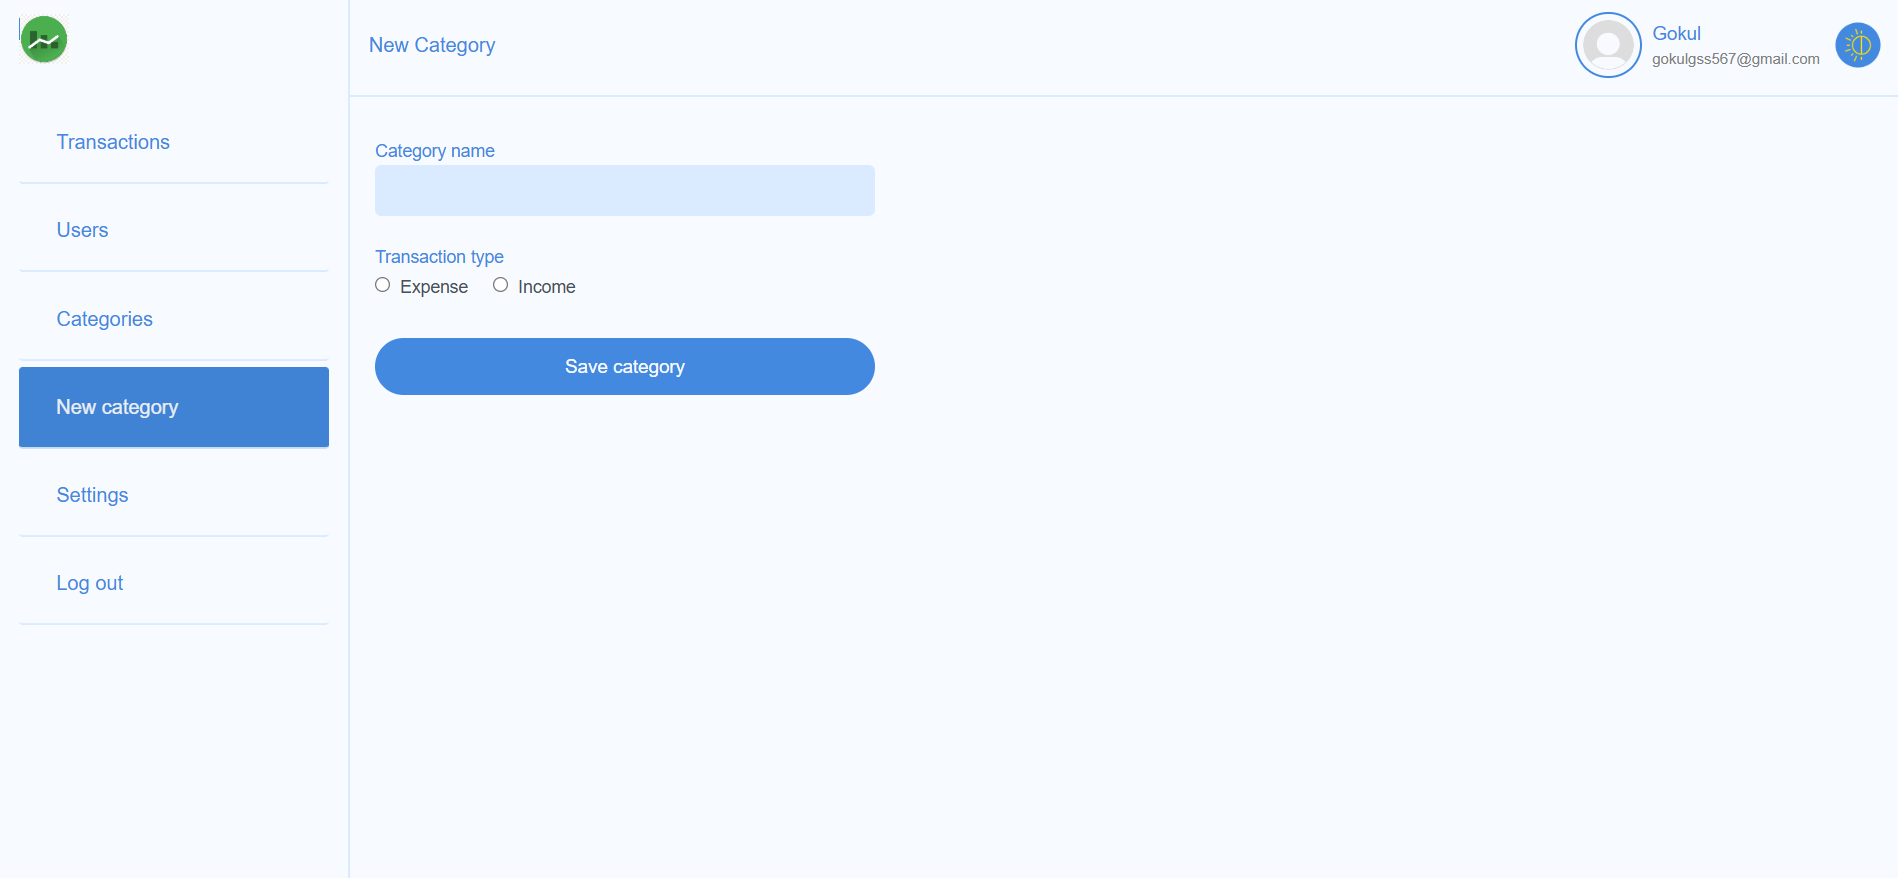 New Category
Gokul
gokulgss567@gmail.com
Transactions
Users
Categories
New category
Settings
Log out
Category name
Transaction type
Expense Income
Save category